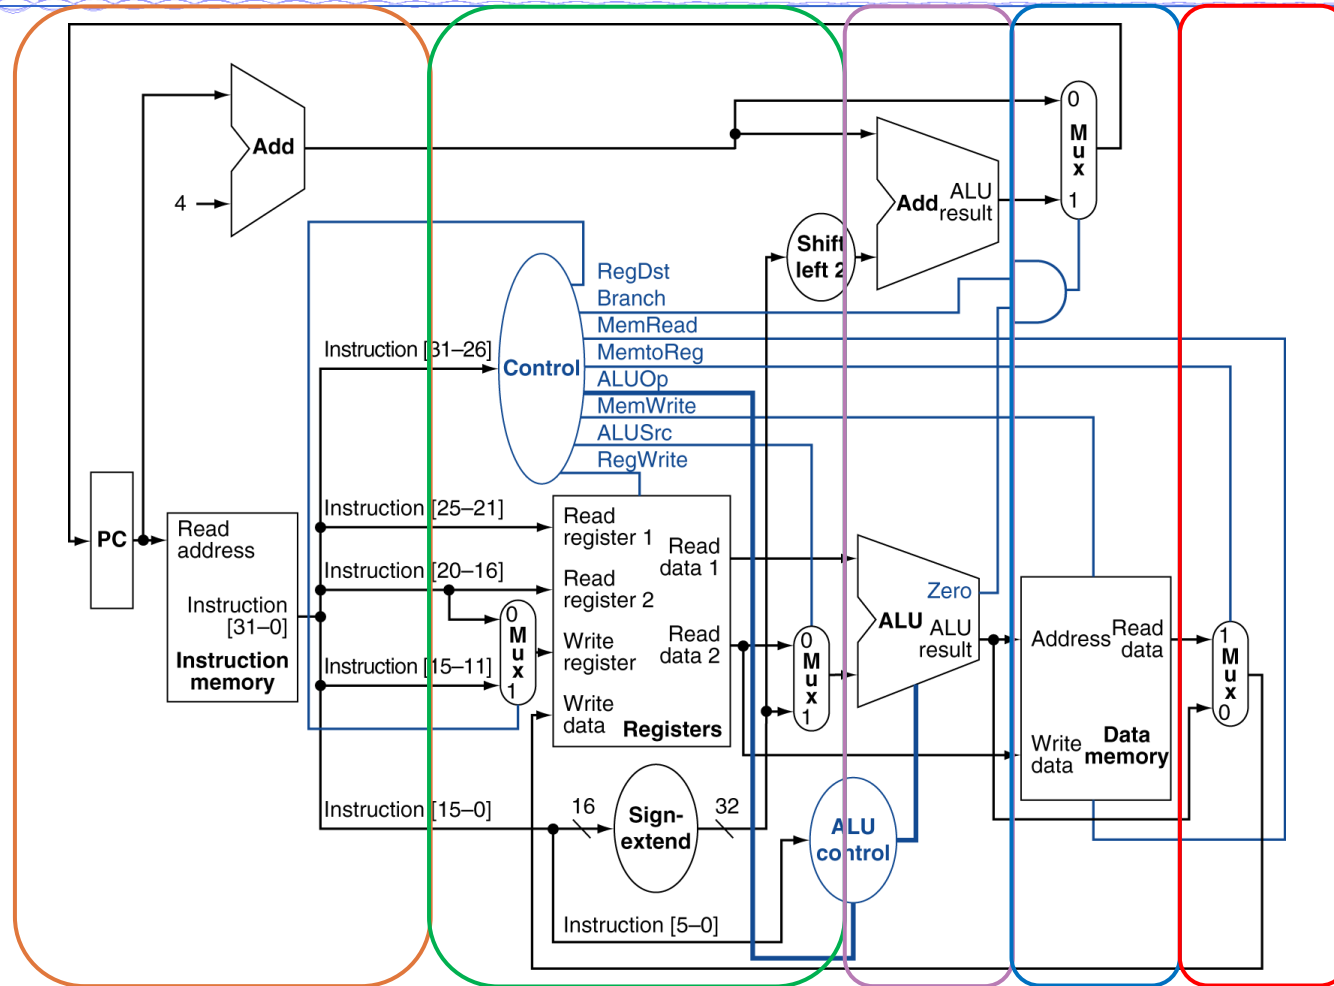 Add
4
PC
Read
address
Instruction
[31–0]
Instruction
memory
Instruction [31–26]
Instruction [25–21]
Instruction [20–16]
Instruction [15–11]
Instruction [15–0]
Instruction [5–0]
Control
RegDst
Branch
MemRead
MemtoReg
ALUOp
MemWrite
ALUSrc
RegWrite
0
M
u
x
1
Read
register 1
Read
register 2
Write
register
Write
data
Read
data 1
Read
data 2
Registers
16
Sign-
extend
32
Shift
left 2
Add
ALU
result
0
M
u
x
1
0
M
u
x
1
Zero
ALU
ALU
result
ALU
control
Address
Read
data
Write
data
Data
memory
1
M
u
x
0